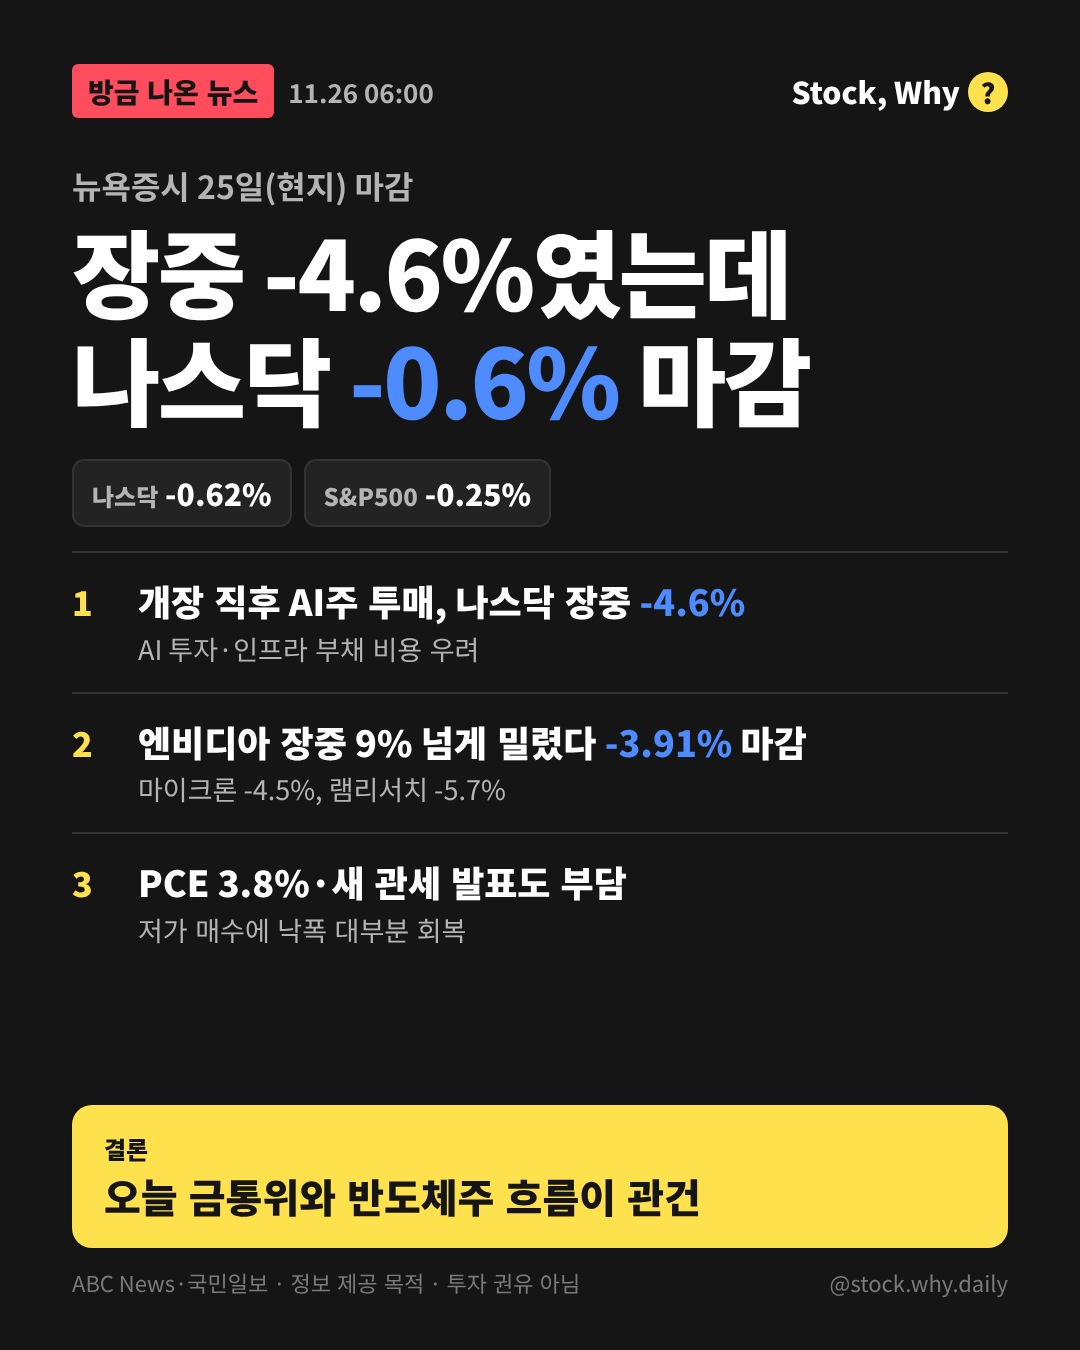 방금 나온 뉴스 11.26 06:00
Stock, Why ?
뉴욕증시 25일(현지) 마감
장중 -4.6%였는데
나스닥 -0.6% 마감
나스닥 -0.62%
S&P500 -0.25%
1 개장 직후 AI주 투매, 나스닥 장중 -4.6%
AI 투자·인프라 부채 비용 우려
2 엔비디아 장중 9% 넘게 밀렸다 -3.91% 마감
마이크론 -4.5%, 램리서치 -5.7%
3 PCE 3.8%·새 관세 발표도 부담
저가 매수에 낙폭 대부분 회복
결론
오늘 금통위와 반도체주 흐름이 관건
ABC News·국민일보 · 정보 제공 목적 · 투자 권유 아님
@stock.why.daily